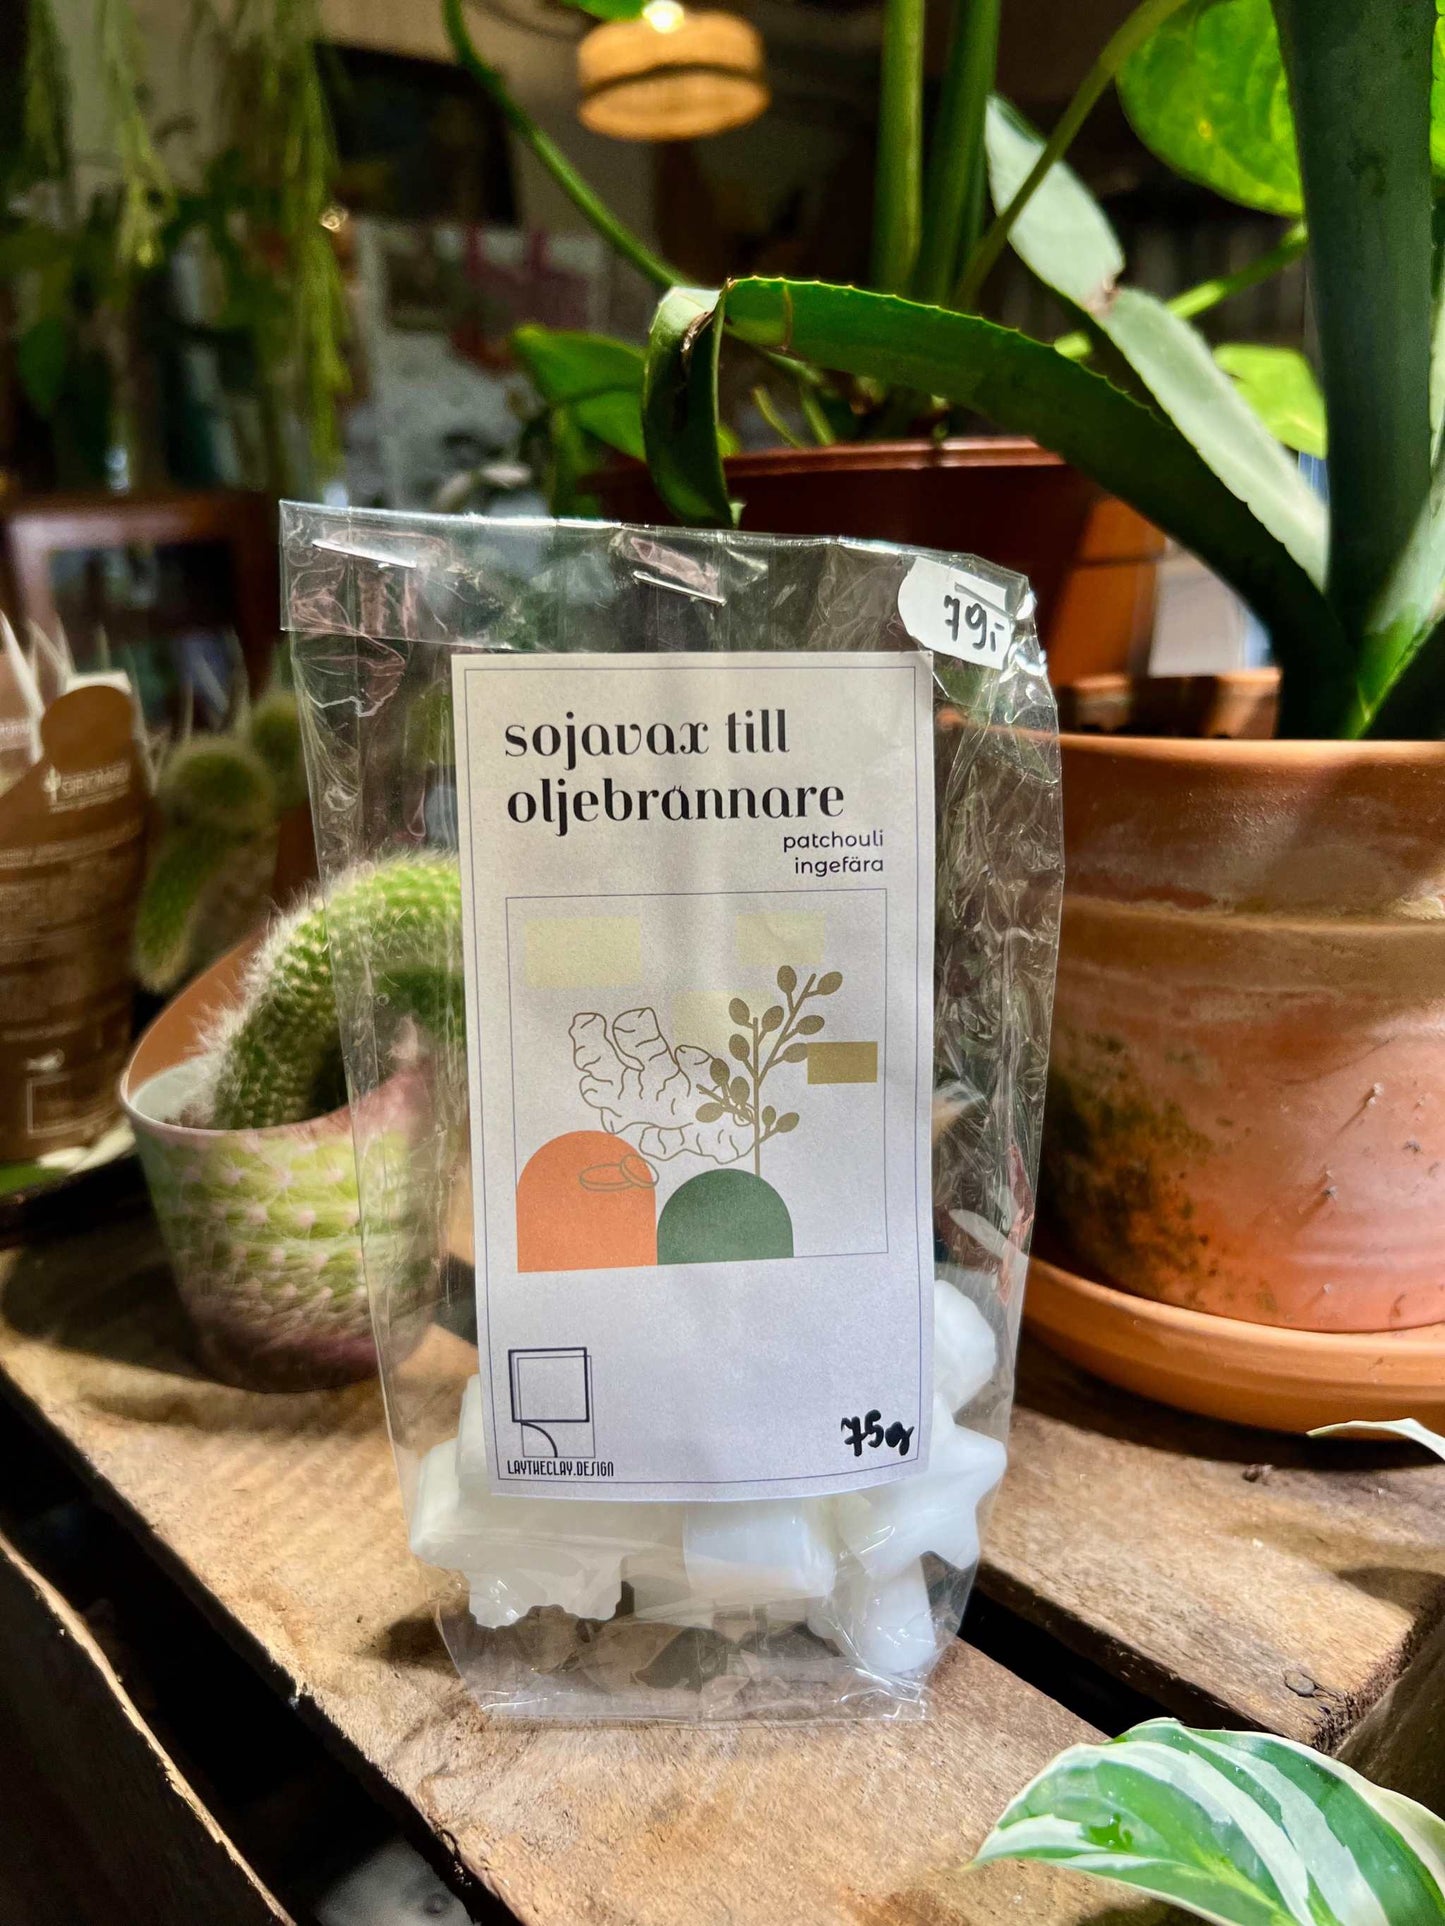 79:-
sojavax till
oljebrännare
patchouli
ingefära
LAYTHECLAY.DESIGN
75g